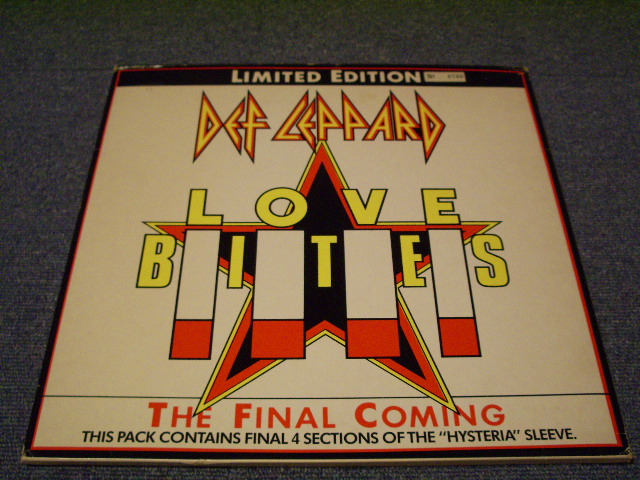 LIMITED EDITION
DEF LEPPARD
LOVE
BITES
THE FINAL COMING
THIS PACK CONTAINS FINAL 4 SECTIONS OF THE "HYSTERIA" SLEEVE.